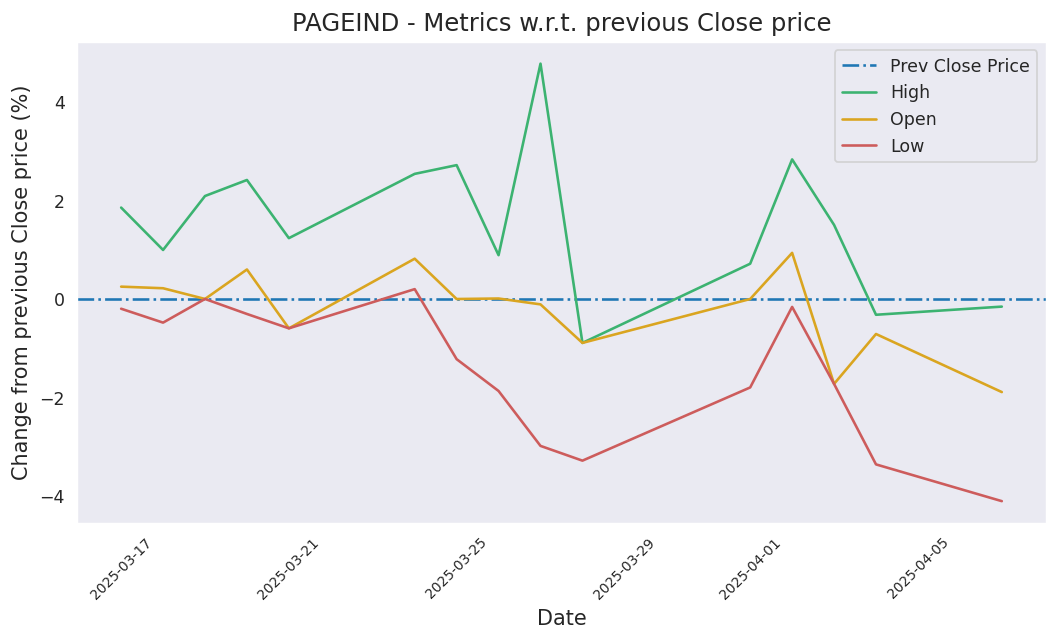 PAGEIND - Metrics w.r.t. previous Close price
Change from previous Close price (%)
4
2
0
−2
−4
Prev Close Price
High
Open
Low
2025-03-17
2025-03-21
2025-03-25
2025-03-29
2025-04-01
2025-04-05
Date